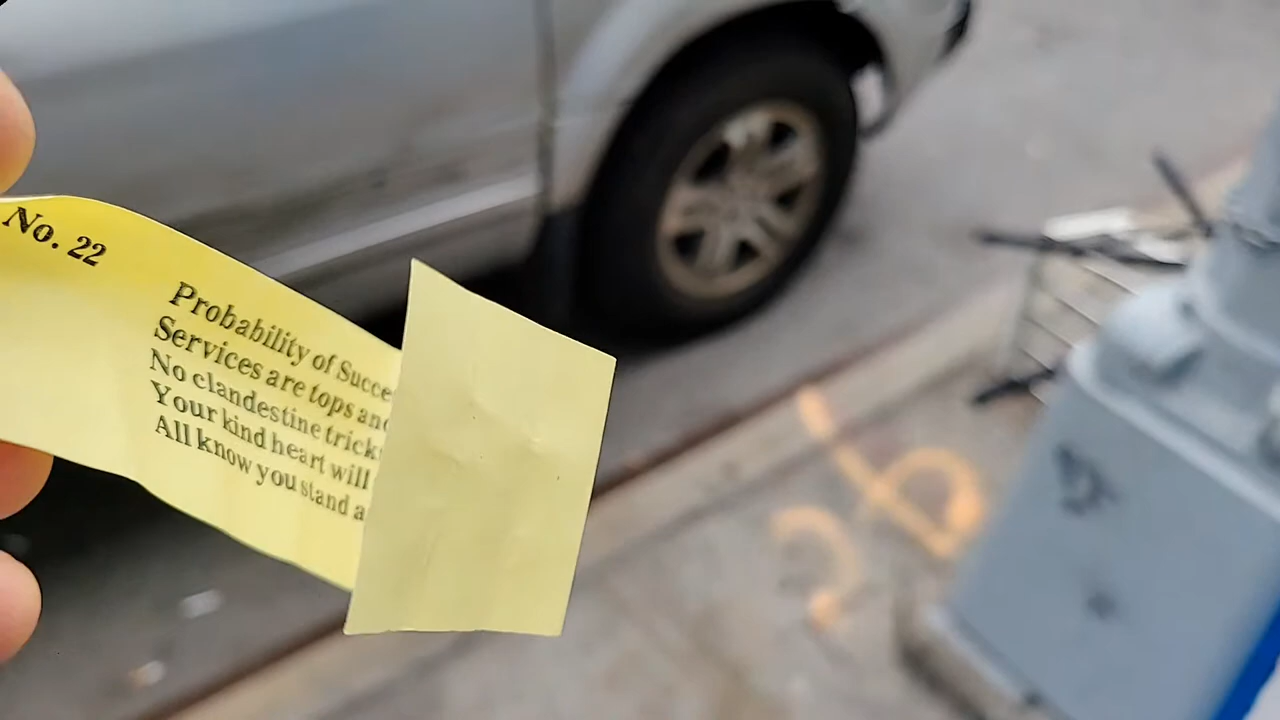 No. 22
Probability of Succe
Services are tops and
No clandestine trick
Your kind heart will
All know you stand a